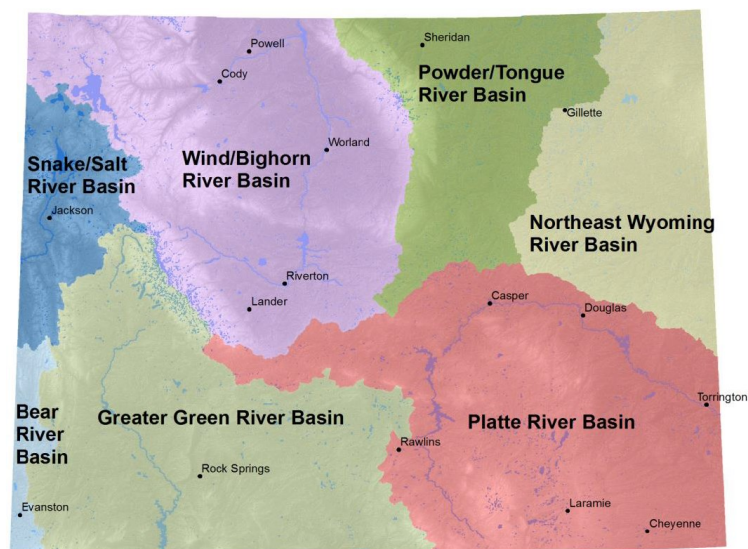 Sheridan
Powell
Powder/Tongue
River Basin
Cody
Gillette
Worland
Wind/Bighorn
River Basin
Snake/Salt
River Basin
Jackson
Northeast Wyoming
River Basin
Riverton
Lander
Casper
Douglas
Torrington
Bear
River
Basin
Greater Green River Basin
Platte River Basin
Rawlins
Rock Springs
Evanston
Laramie
Cheyenne